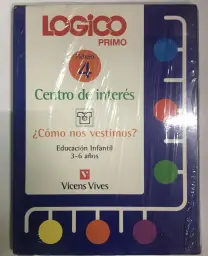 LOGICO
PRIMO
4
Centro de interés
¿Cómo nos vestimos?
Educación Infantil
3-6 años
Vicens Vives